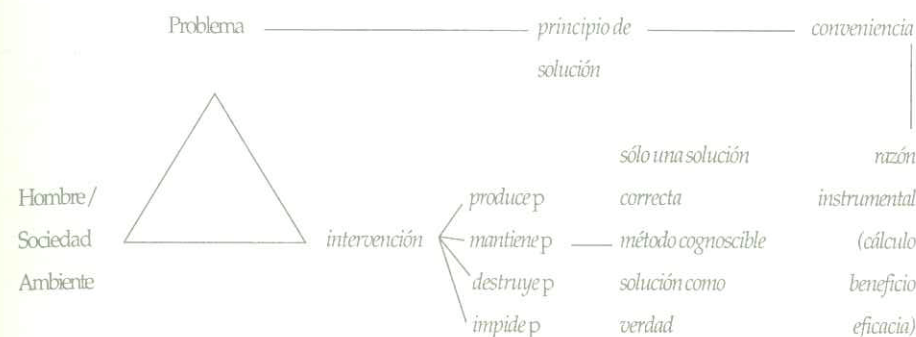 Problema principio de conveniencia
solución
Hombre/
Sociedad
Ambiente
intervención
produce p
mantiene p
destruye p
impide p
sólo una solución
correcta
método cognoscible
solución como
verdad
razón
instrumental
(cálculo
beneficio
eficacia)